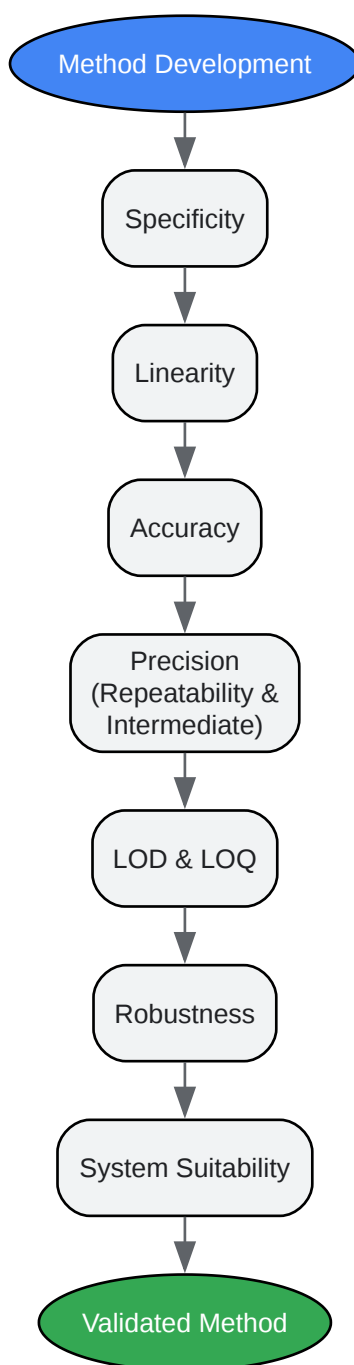 Method Development
Specificity
Linearity
Accuracy
Precision
(Repeatability &
Intermediate)
LOD & LOQ
Robustness
System Suitability
Validated Method